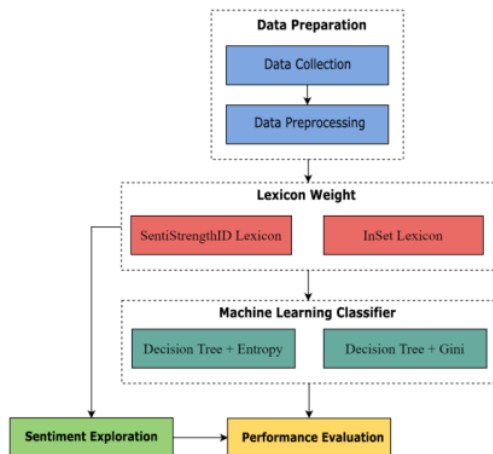 Data Preparation
Data Collection
Data Preprocessing
Lexicon Weight
SentiStrengthID Lexicon
InSet Lexicon
Machine Learning Classifier
Decision Tree + Entropy
Decision Tree + Gini
Sentiment Exploration
Performance Evaluation